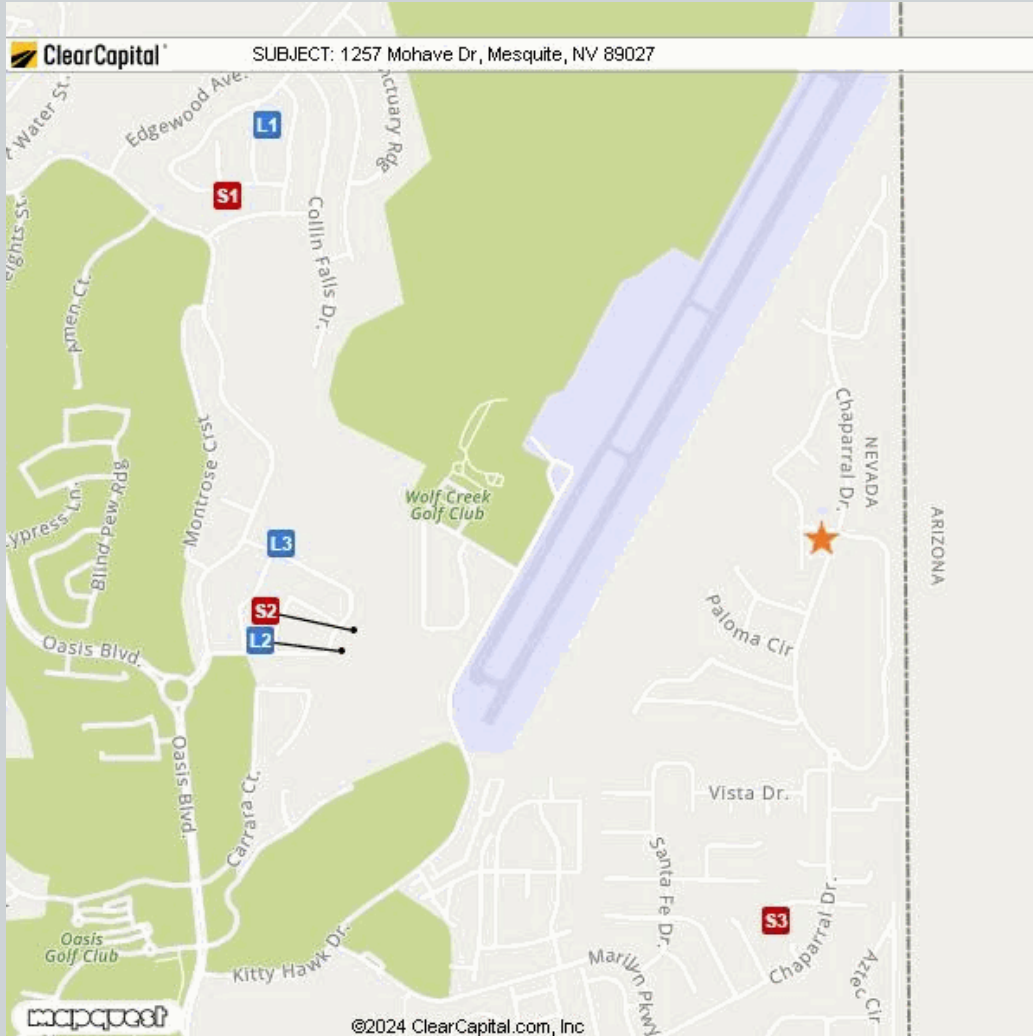 ClearCapital
SUBJECT: 1257 Mohave Dr, Mesquite, NV 89027
Water St.
Edgewood Ave.
L1
S1
Collin Falls Dr.
Amen Ct.
Chaparral Dr.
NEVADA
ARIZONA
Montrose Crst
Blind Pew Rdg
Wolf Creek
Golf Club
L3
S2
L2
Paloma Cir
Oasis Blvd.
Oasis Blvd.
Carrara Ct.
Vista Dr.
Santa Fe Dr.
S3
Chaparral Dr.
Oasis
Golf Club
Kitty Hawk Dr.
Marilyn Pkwy
Aztec Cir
mapquest
©2024 ClearCapital.com, Inc